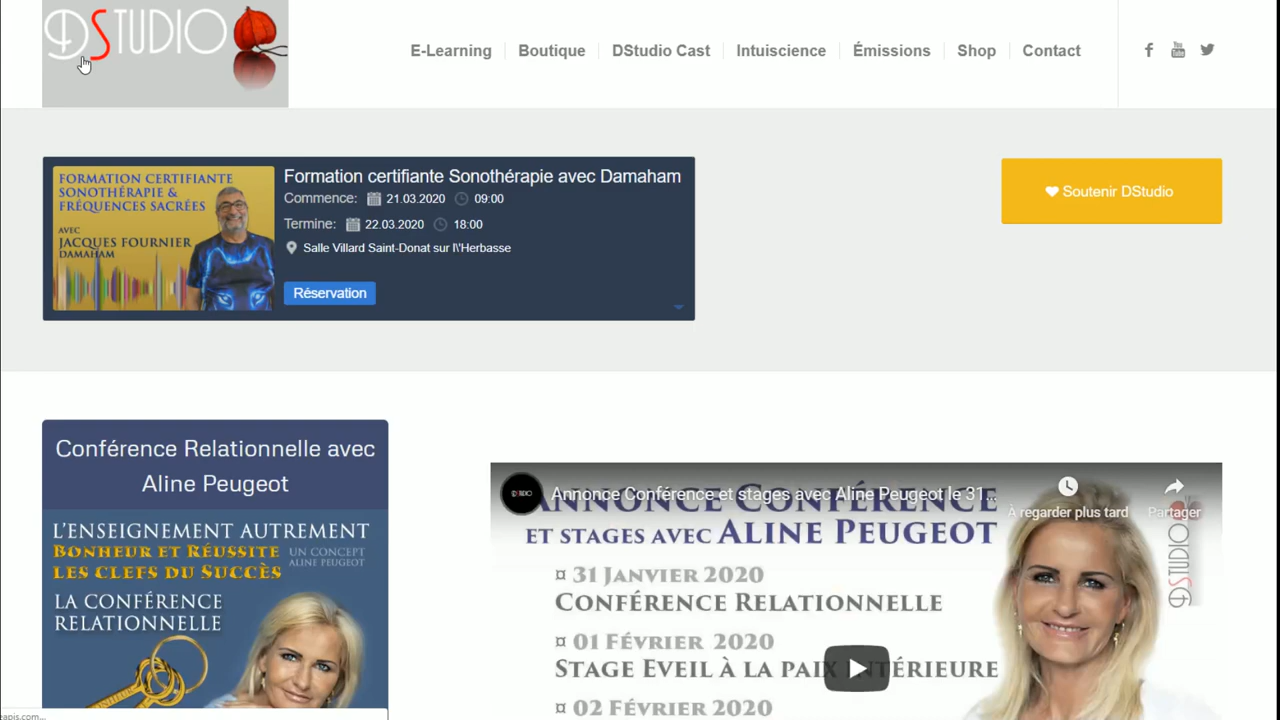 DSTUDIO
E-Learning
Boutique
DStudio Cast
Intuiscience
Émissions
Shop
Contact
FORMATION CERTIFIANTE
SONOTHÉRAPIE &
FRÉQUENCES SACRÉES
AVEC
JACQUES FOURNIER
DAMAHAM
Formation certifiante Sonothérapie avec Damaham
Commence: 21.03.2020 09:00
Termine: 22.03.2020 18:00
Salle Villard Saint-Donat sur l\'Herbasse
Réservation
Soutenir DStudio
Conférence Relationnelle avec
Aline Peugeot
L'ENSEIGNEMENT AUTREMENT
BONHEUR ET RÉUSSITE
LES CLEFS DU SUCCÈS
UN CONCEPT
ALINE PEUGEOT
LA CONFÉRENCE
RELATIONNELLE
Annonce Conférence et stages avec Aline Peugeot le 31...
À regarder plus tard
Partager
ANNONCE CONFÉRENCE
ET STAGES AVEC ALINE PEUGEOT
¤ 31 JANVIER 2020
CONFÉRENCE RELATIONNELLE
¤ 01 FÉVRIER 2020
STAGE EVEIL À LA PAIX INTÉRIEURE
¤ 02 FÉVRIER 2020
DSTUDIO
eapis.com...